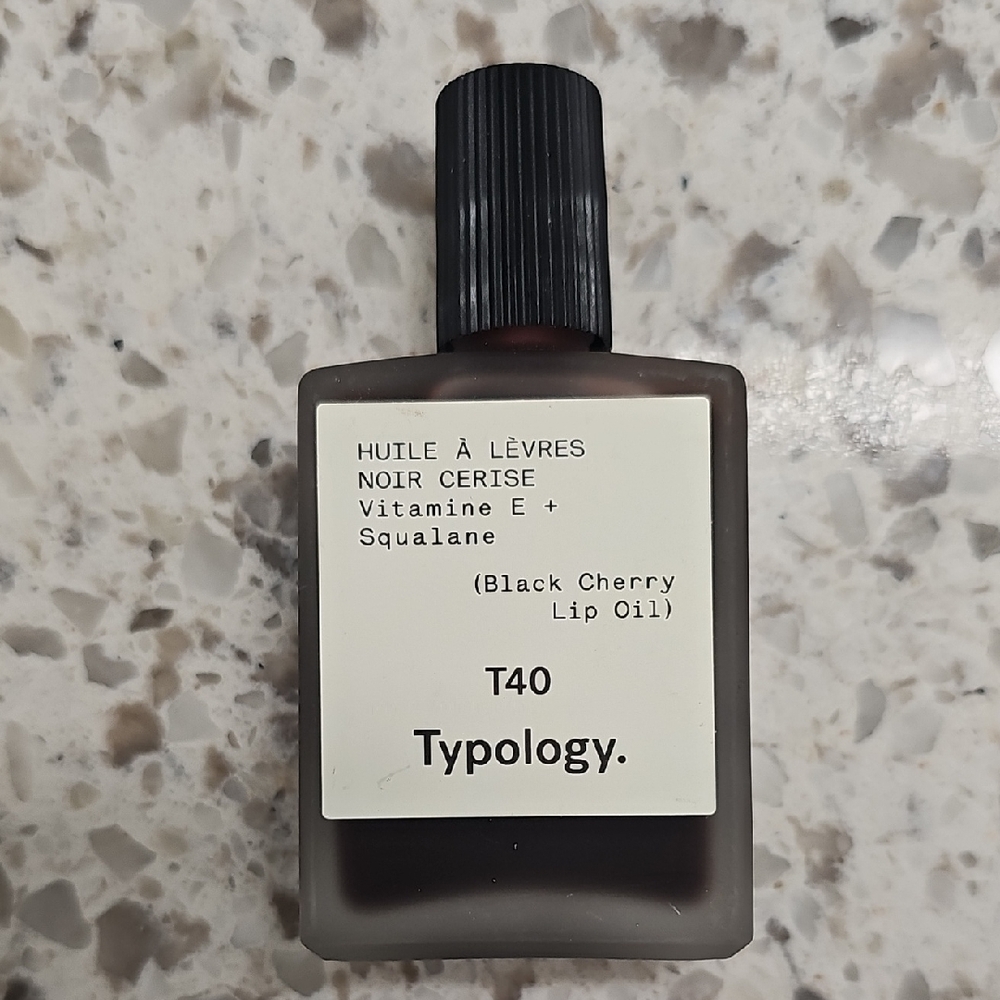 HUILE À LÈVRES
NOIR CERISE
Vitamine E +
Squalane
(Black Cherry
Lip Oil)
T40
Typology.